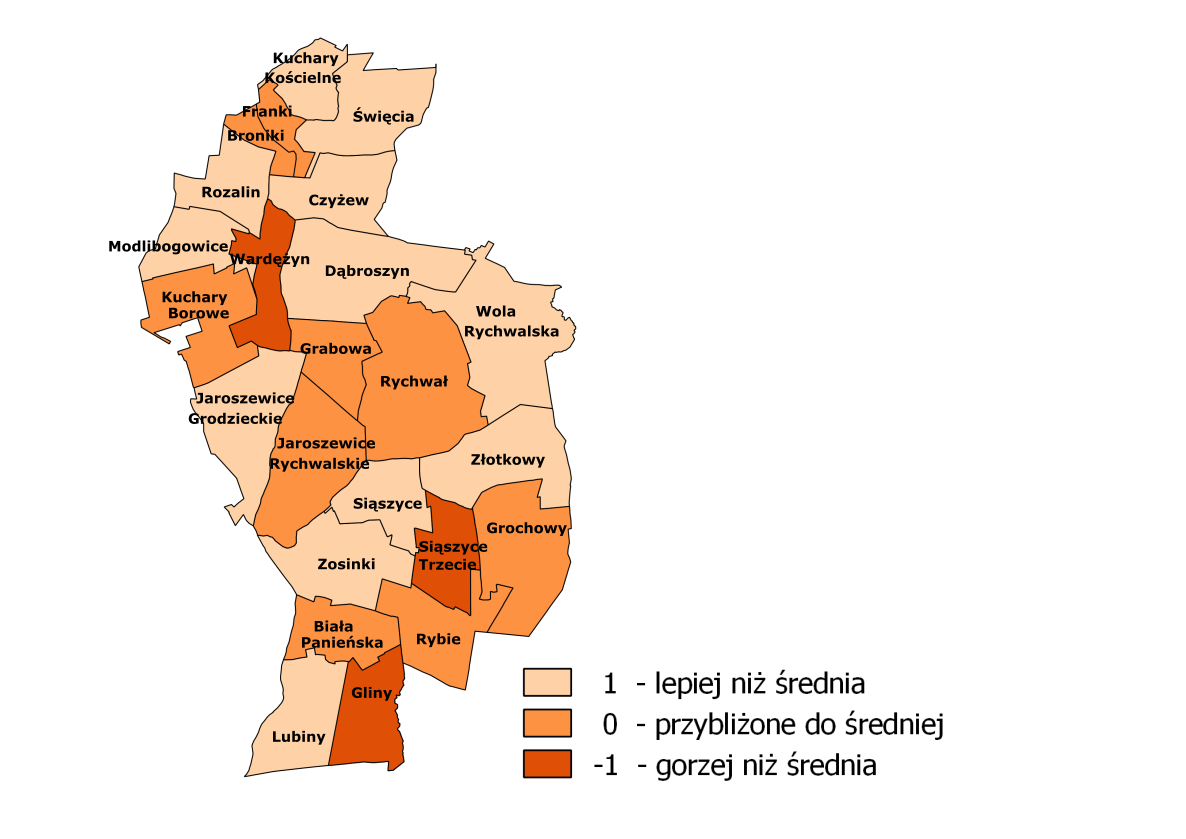 Kuchary
Kościelne
Święcia
Franki
Broniki
Rozalin
Czyżew
Modlibogowice
Wardężyn
Dąbroszyn
Kuchary
Borowe
Wola
Rychwalska
Grabowa
Rychwał
Jaroszewice
Grodzieckie
Jaroszewice
Rychwalskie
Złotkowy
Siąszyce
Grochowy
Siąszyce
Trzecie
Zosinki
Biała
Panieńska
Rybie
Gliny
Lubiny
1 - lepiej niż średnia
0 - przybliżone do średniej
-1 - gorzej niż średnia